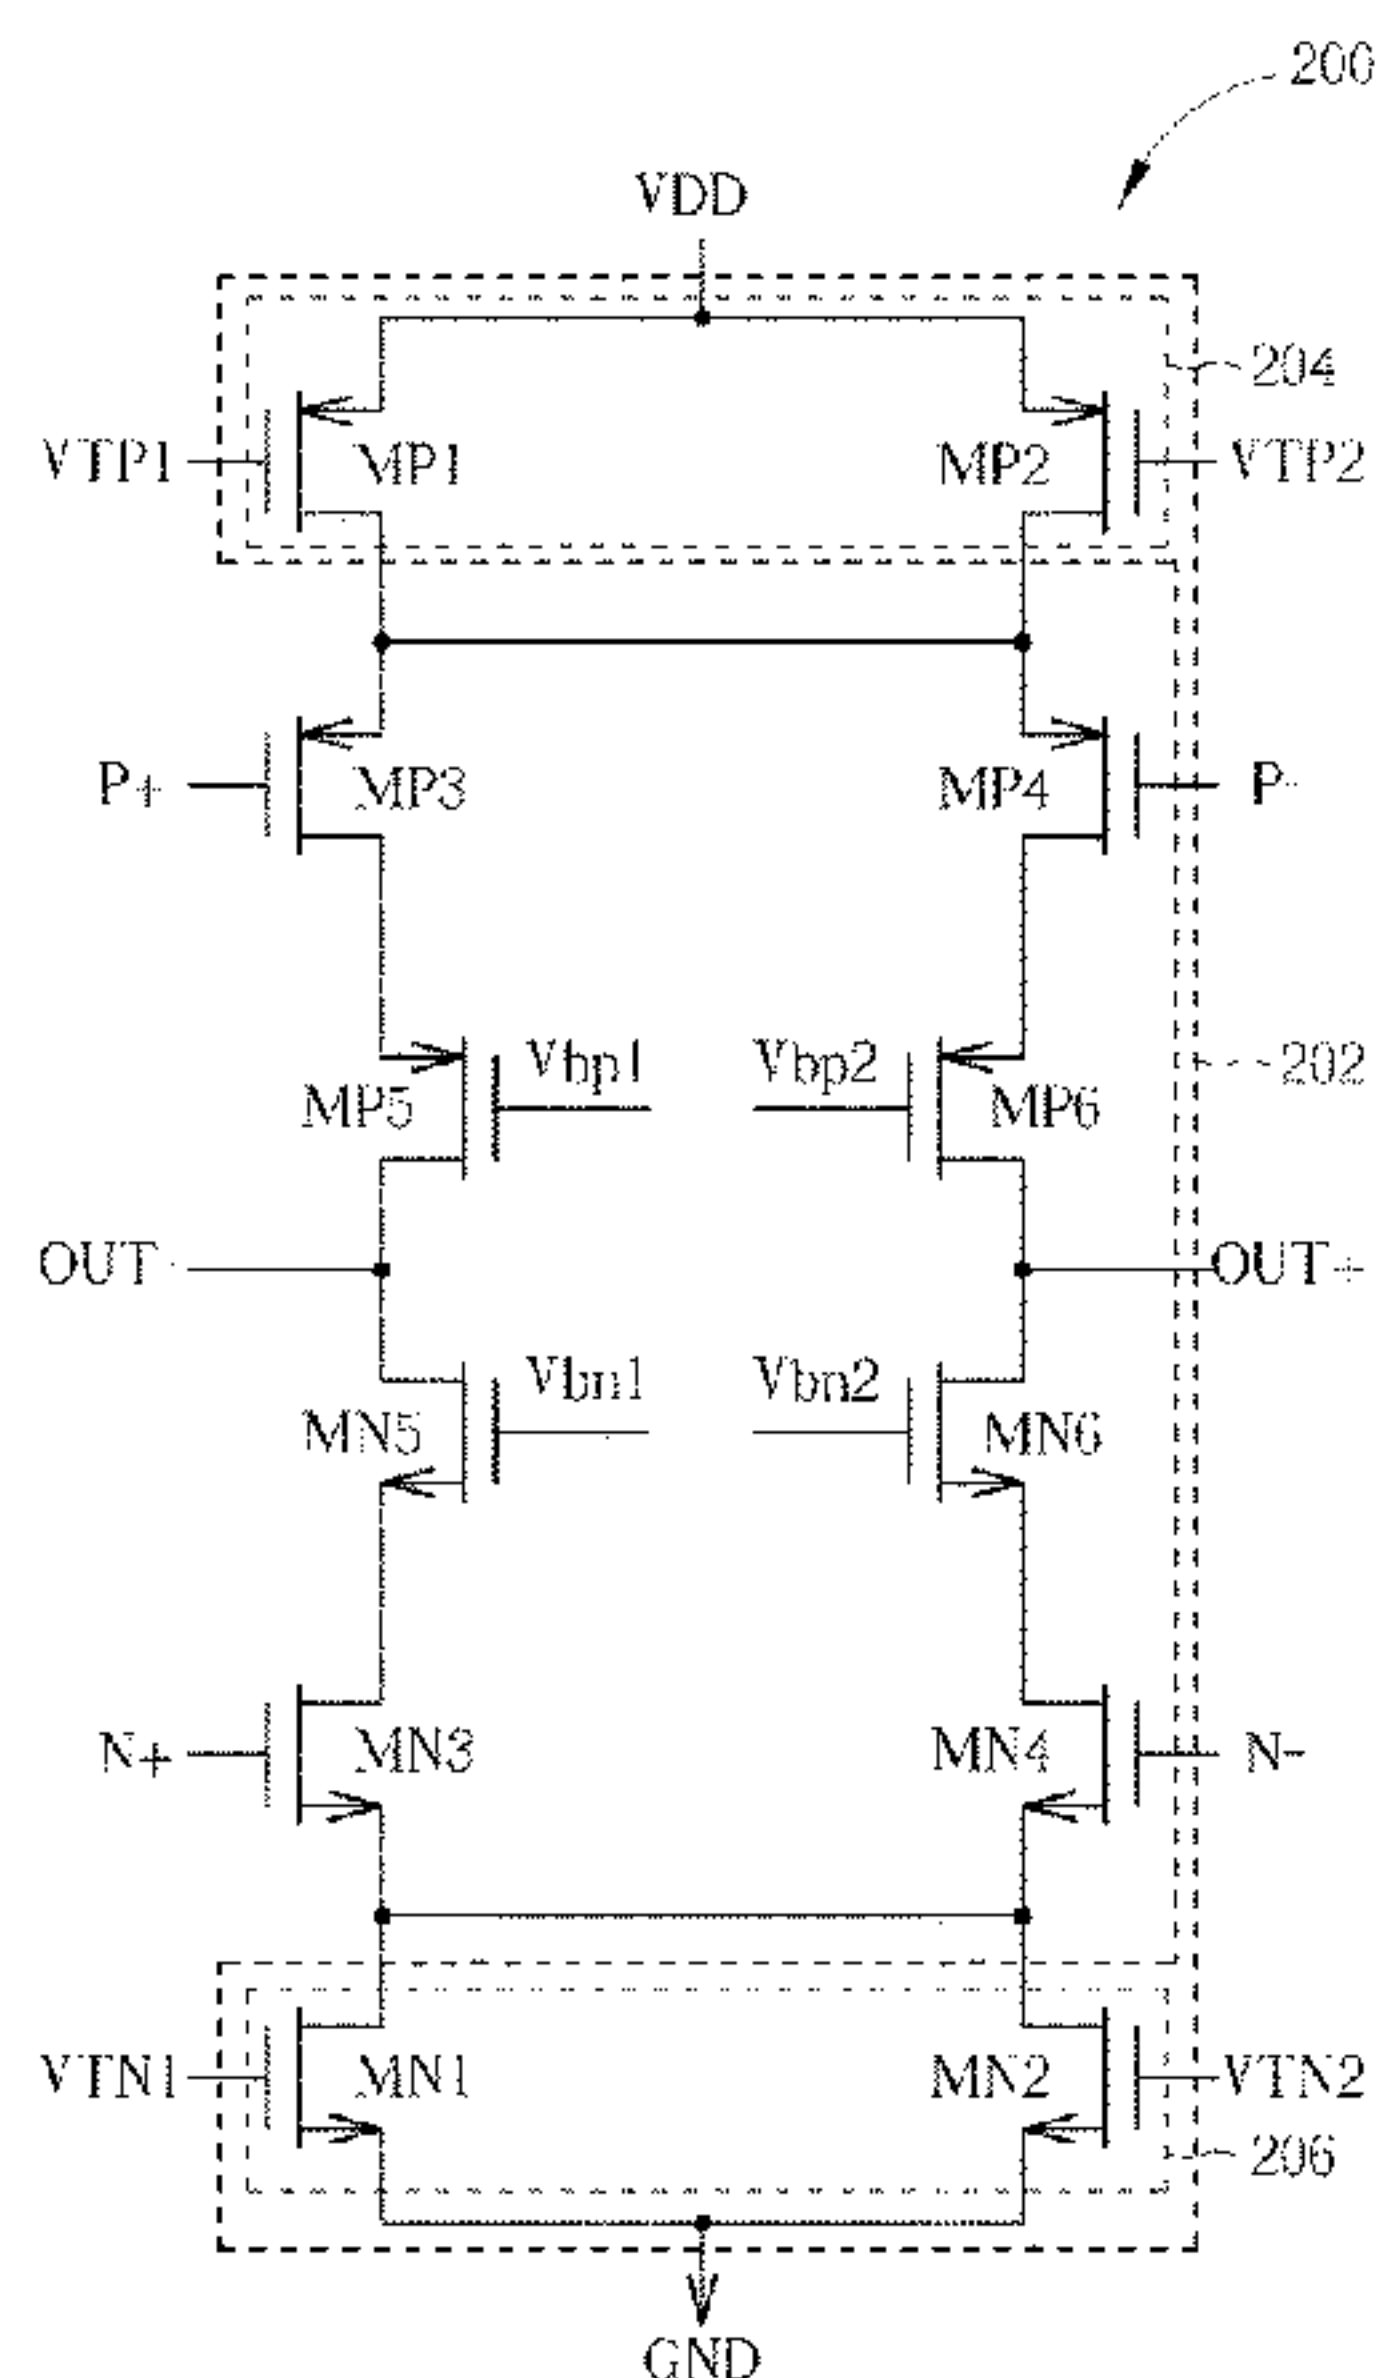 200
VDD
204
VTP1 MP1 MP2 VTP2
P+ MP3 MP4 P-
Vbp1 Vbp2
202
MP5 MP6
OUT- OUT+
Vbn1 Vbn2
MN5 MN6
N+ MN3 MN4 N-
VTN1 MN1 MN2 VTN2
206
GND